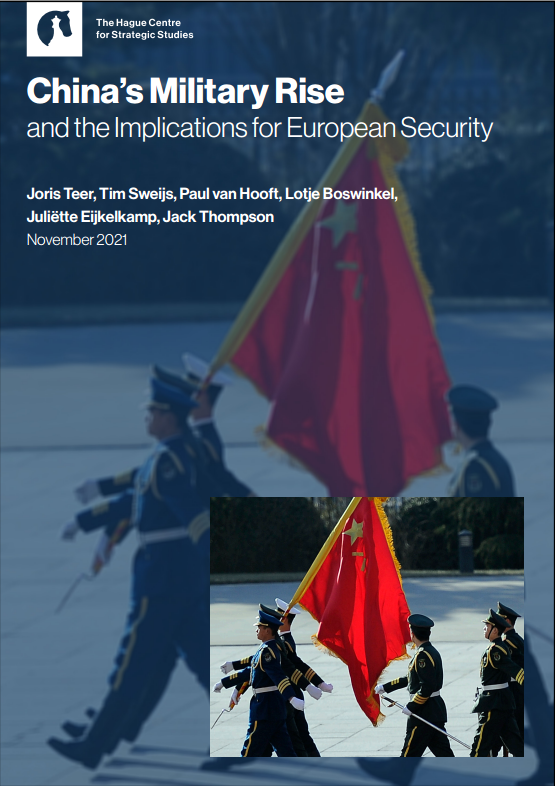 The Hague Centre
for Strategic Studies
China's Military Rise
and the Implications for European Security
Joris Teer, Tim Sweijs, Paul van Hooft, Lotje Boswinkel,
Juliëtte Eijkelkamp, Jack Thompson
November 2021